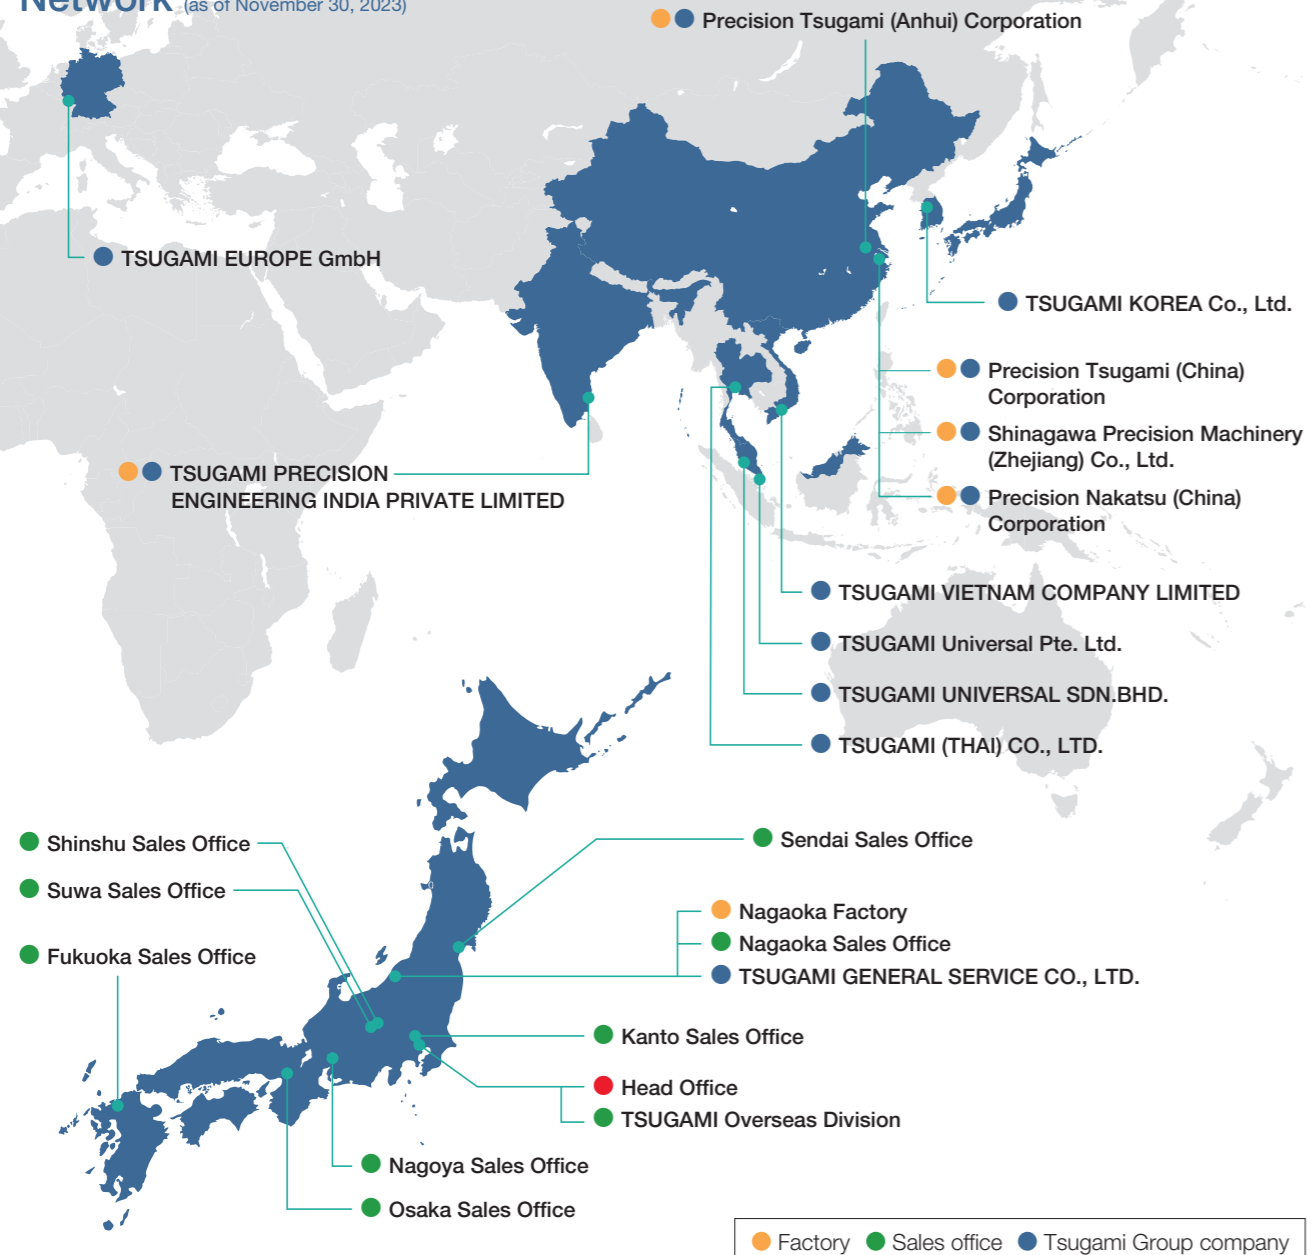 Network (as of November 30, 2023)
Precision Tsugami (Anhui) Corporation
TSUGAMI EUROPE GmbH
TSUGAMI KOREA Co., Ltd.
Precision Tsugami (China)
Corporation
Shinagawa Precision Machinery
(Zhejiang) Co., Ltd.
Precision Nakatsu (China)
Corporation
TSUGAMI PRECISION
ENGINEERING INDIA PRIVATE LIMITED
TSUGAMI VIETNAM COMPANY LIMITED
TSUGAMI Universal Pte. Ltd.
TSUGAMI UNIVERSAL SDN.BHD.
TSUGAMI (THAI) CO., LTD.
Shinshu Sales Office
Suwa Sales Office
Fukuoka Sales Office
Sendai Sales Office
Nagaoka Factory
Nagaoka Sales Office
TSUGAMI GENERAL SERVICE CO., LTD.
Kanto Sales Office
Head Office
TSUGAMI Overseas Division
Nagoya Sales Office
Osaka Sales Office
Factory Sales office Tsugami Group company